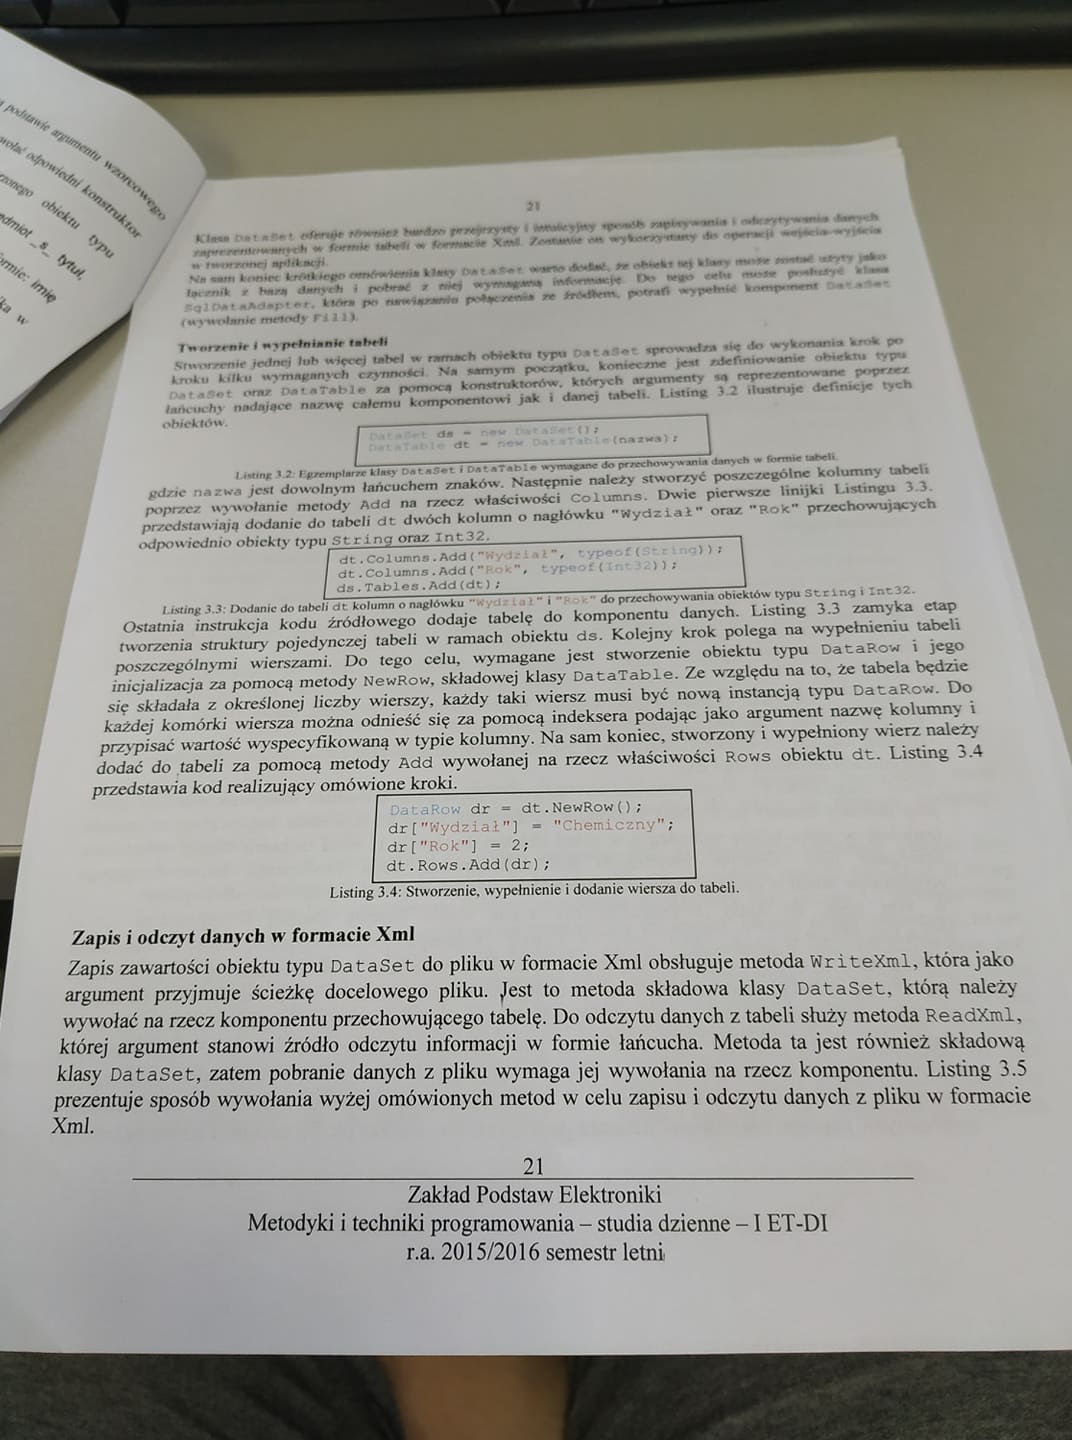 podstawie argumentu wzorcowego
wołać odpowiedni konstruktor
obiektu typu
_s_ tytuł,
imię
w
21
Klasa DataSet oferuje również bardzo przejrzysty i intuicyjny sposób zapisywania i odczytywania danych
zaprezentowanych w formie tabeli w formacie Xml. Zostanie on wykorzystany do operacji wejścia-wyjścia
w tworzonej aplikacji.
Na sam koniec krótkiego omówienia klasy DataSet warto dodać, że obiekt tej klasy może zostać użyty jako
łącznik z bazą danych i pobrać z niej wymaganą informację. Do tego celu może posłużyć klasa
SqlDataAdapter, która po nawiązaniu połączenia ze źródłem, potrafi wypełnić komponent DataSet
(wywołanie metody Fill).
Tworzenie i wypełnianie tabeli
Stworzenie jednej lub więcej tabel w ramach obiektu typu DataSet sprowadza się do wykonania krok po
kroku kilku wymaganych czynności. Na samym początku, konieczne jest zdefiniowanie obiektu typu
DataSet oraz DataTable za pomocą konstruktorów, których argumenty są reprezentowane poprzez
łańcuchy nadające nazwę całemu komponentowi jak i danej tabeli. Listing 3.2 ilustruje definicje tych
obiektów.
DataSet ds = new DataSet();
DataTable dt = new DataTable(nazwa);
Listing 3.2: Egzemplarze klasy DataSet i DataTable wymagane do przechowywania danych w formie tabeli.
gdzie nazwa jest dowolnym łańcuchem znaków. Następnie należy stworzyć poszczególne kolumny tabeli
poprzez wywołanie metody Add na rzecz właściwości Columns. Dwie pierwsze linijki Listingu 3.3.
przedstawiają dodanie do tabeli dt dwóch kolumn o nagłówku "Wydział" oraz "Rok" przechowujących
odpowiednio obiekty typu String oraz Int32.
dt.Columns.Add("Wydział", typeof(String));
dt.Columns.Add("Rok", typeof(Int32));
ds.Tables.Add(dt);
Listing 3.3: Dodanie do tabeli dt kolumn o nagłówku "Wydział" i "Rok" do przechowywania obiektów typu String i Int32.
Ostatnia instrukcja kodu źródłowego dodaje tabelę do komponentu danych. Listing 3.3 zamyka etap
tworzenia struktury pojedynczej tabeli w ramach obiektu ds. Kolejny krok polega na wypełnieniu tabeli
poszczególnymi wierszami. Do tego celu, wymagane jest stworzenie obiektu typu DataRow i jego
inicjalizacja za pomocą metody NewRow, składowej klasy DataTable. Ze względu na to, że tabela będzie
się składała z określonej liczby wierszy, każdy taki wiersz musi być nową instancją typu DataRow. Do
każdej komórki wiersza można odnieść się za pomocą indeksera podając jako argument nazwę kolumny i
przypisać wartość wyspecyfikowaną w typie kolumny. Na sam koniec, stworzony i wypełniony wierz należy
dodać do tabeli za pomocą metody Add wywołanej na rzecz właściwości Rows obiektu dt. Listing 3.4
przedstawia kod realizujący omówione kroki.
DataRow dr = dt.NewRow();
dr["Wydział"] = "Chemiczny";
dr["Rok"] = 2;
dt.Rows.Add(dr);
Listing 3.4: Stworzenie, wypełnienie i dodanie wiersza do tabeli.
Zapis i odczyt danych w formacie Xml
Zapis zawartości obiektu typu DataSet do pliku w formacie Xml obsługuje metoda WriteXml, która jako
argument przyjmuje ścieżkę docelowego pliku. Jest to metoda składowa klasy DataSet, którą należy
wywołać na rzecz komponentu przechowującego tabelę. Do odczytu danych z tabeli służy metoda ReadXml,
której argument stanowi źródło odczytu informacji w formie łańcucha. Metoda ta jest również składową
klasy DataSet, zatem pobranie danych z pliku wymaga jej wywołania na rzecz komponentu. Listing 3.5
prezentuje sposób wywołania wyżej omówionych metod w celu zapisu i odczytu danych z pliku w formacie
Xml.
21
Zakład Podstaw Elektroniki
Metodyki i techniki programowania – studia dzienne – I ET-DI
r.a. 2015/2016 semestr letni